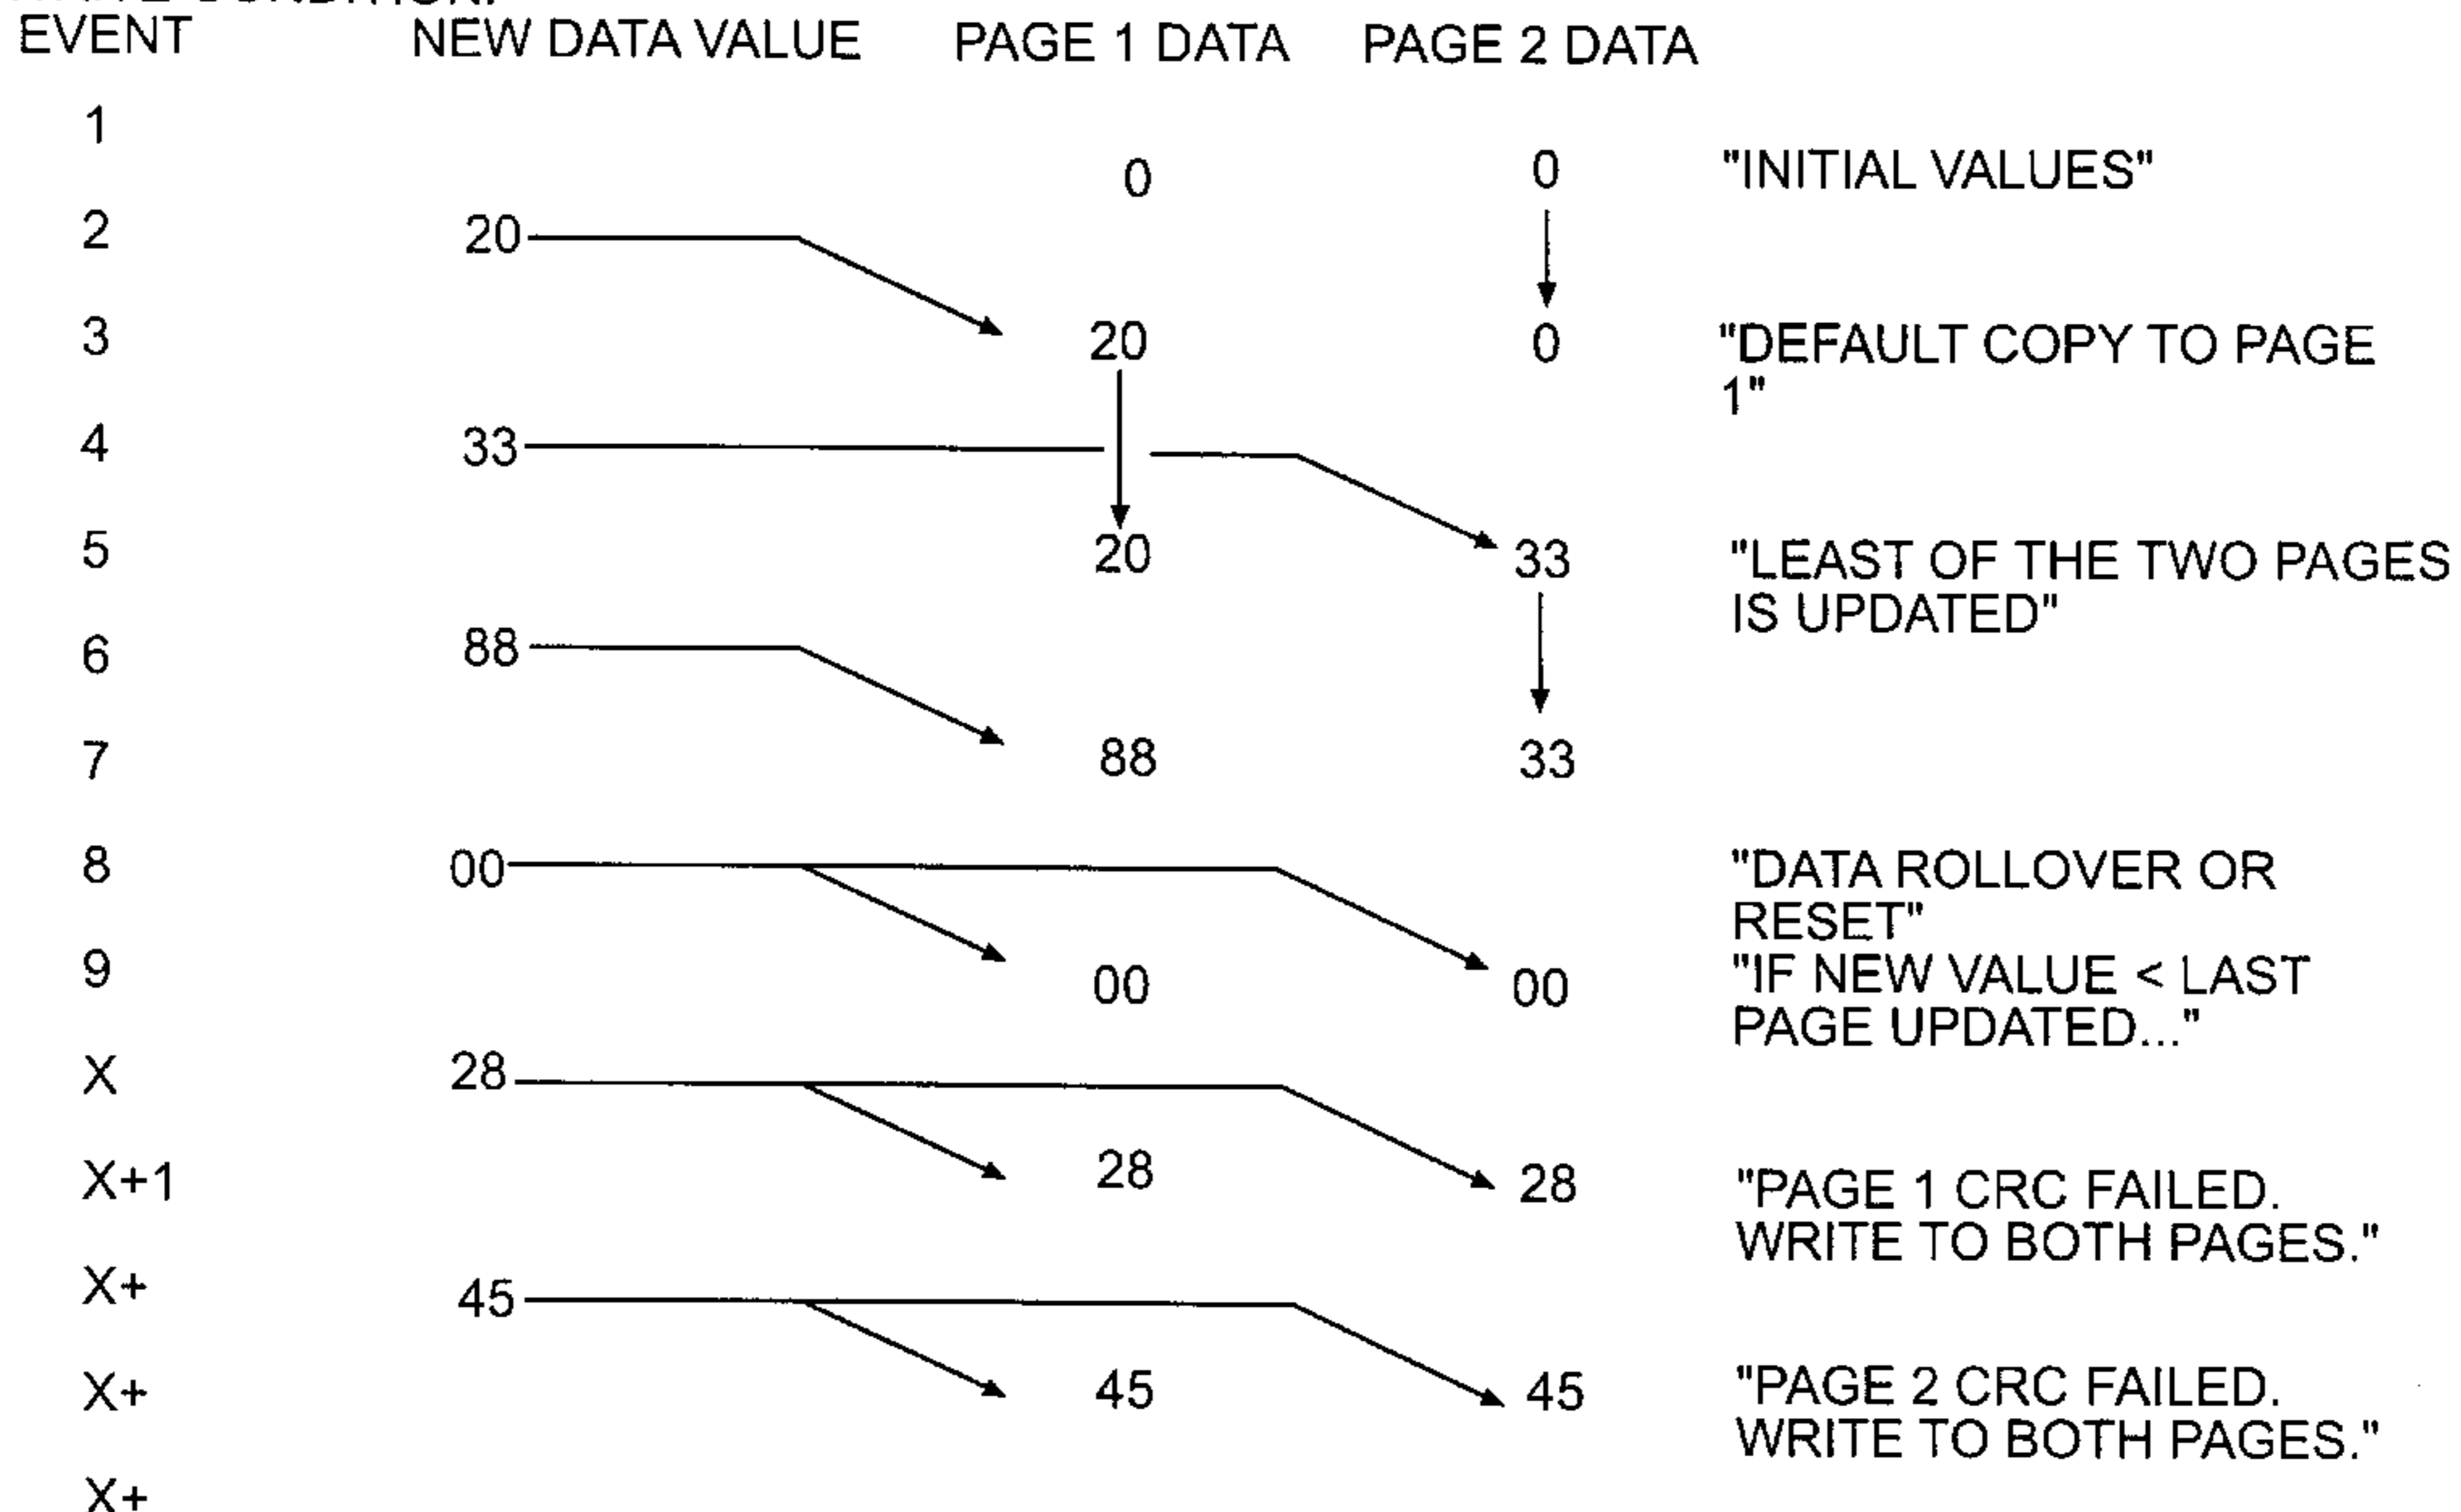 EVENT NEW DATA VALUE PAGE 1 DATA PAGE 2 DATA
1
0 0 "INITIAL VALUES"
2 20
3 20 0 "DEFAULT COPY TO PAGE
1"
4 33
5 20 33 "LEAST OF THE TWO PAGES
IS UPDATED"
6 88
7 88 33
8 00 "DATA ROLLOVER OR
RESET"
9 00 00 "IF NEW VALUE < LAST
PAGE UPDATED..."
X 28
X+1 28 28 "PAGE 1 CRC FAILED.
WRITE TO BOTH PAGES."
X+ 45
X+ 45 45 "PAGE 2 CRC FAILED.
WRITE TO BOTH PAGES."
X+